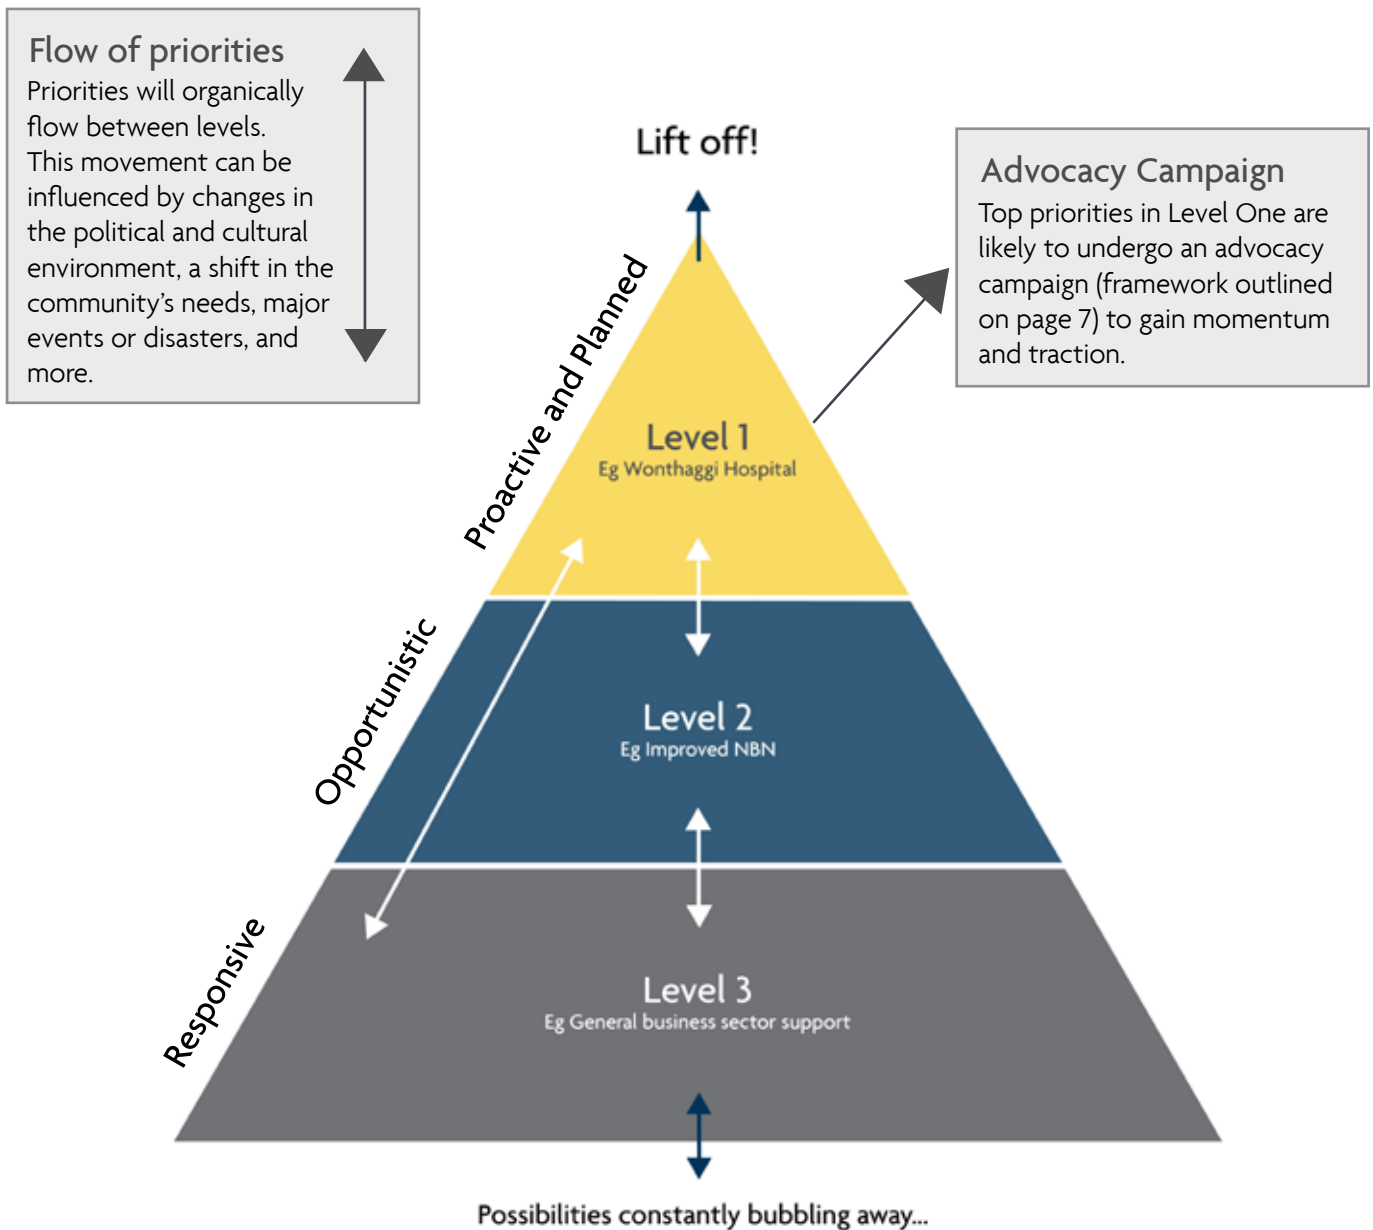 Flow of priorities
Priorities will organically
flow between levels.
This movement can be
influenced by changes in
the political and cultural
environment, a shift in the
community’s needs, major
events or disasters, and
more.
Lift off!
Advocacy Campaign
Top priorities in Level One are
likely to undergo an advocacy
campaign (framework outlined
on page 7) to gain momentum
and traction.
Proactive and Planned
Level 1
Eg Wonthaggi Hospital
Opportunistic
Level 2
Eg Improved NBN
Responsive
Level 3
Eg General business sector support
Possibilities constantly bubbling away...